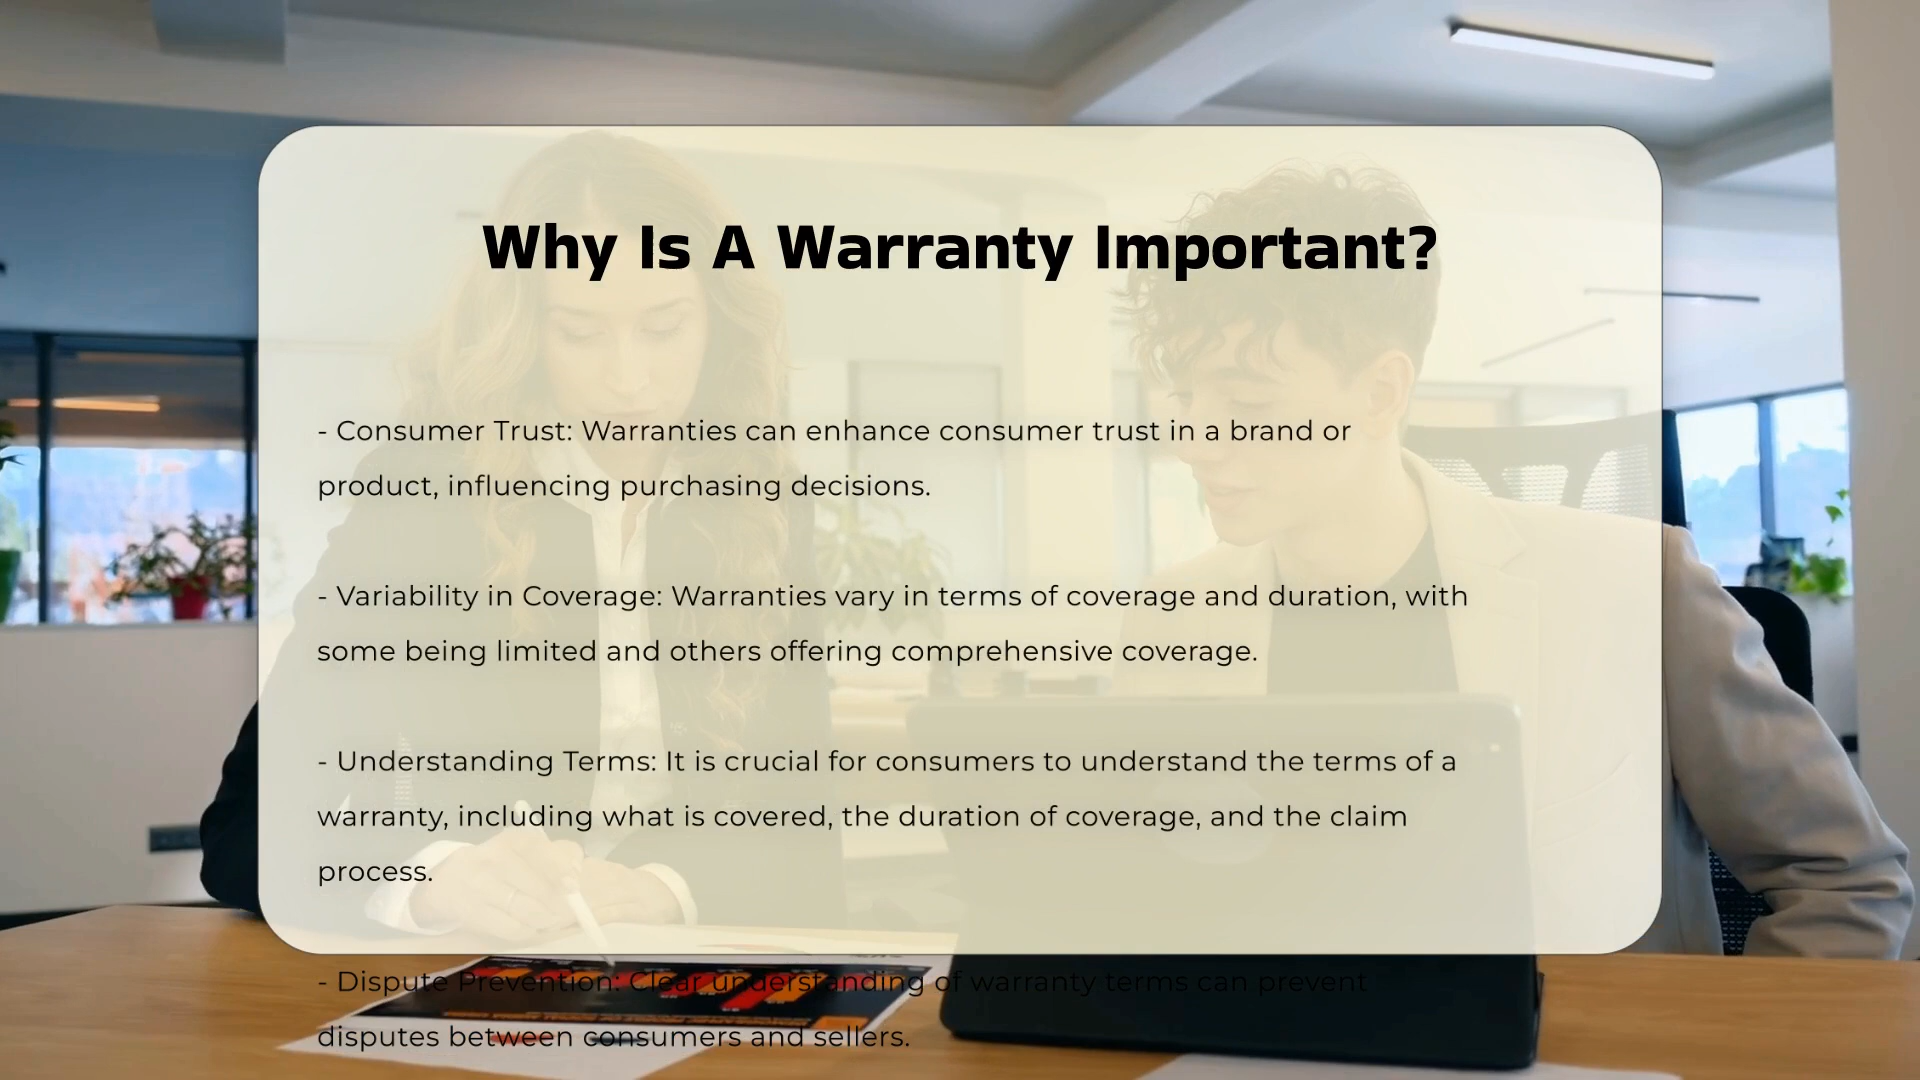 Why Is A Warranty Important?
- Consumer Trust: Warranties can enhance consumer trust in a brand or
product, influencing purchasing decisions.
- Variability in Coverage: Warranties vary in terms of coverage and duration, with
some being limited and others offering comprehensive coverage.
- Understanding Terms: It is crucial for consumers to understand the terms of a
warranty, including what is covered, the duration of coverage, and the claim
process.
- Dispute Prevention: Clear understanding of warranty terms can prevent
disputes between consumers and sellers.